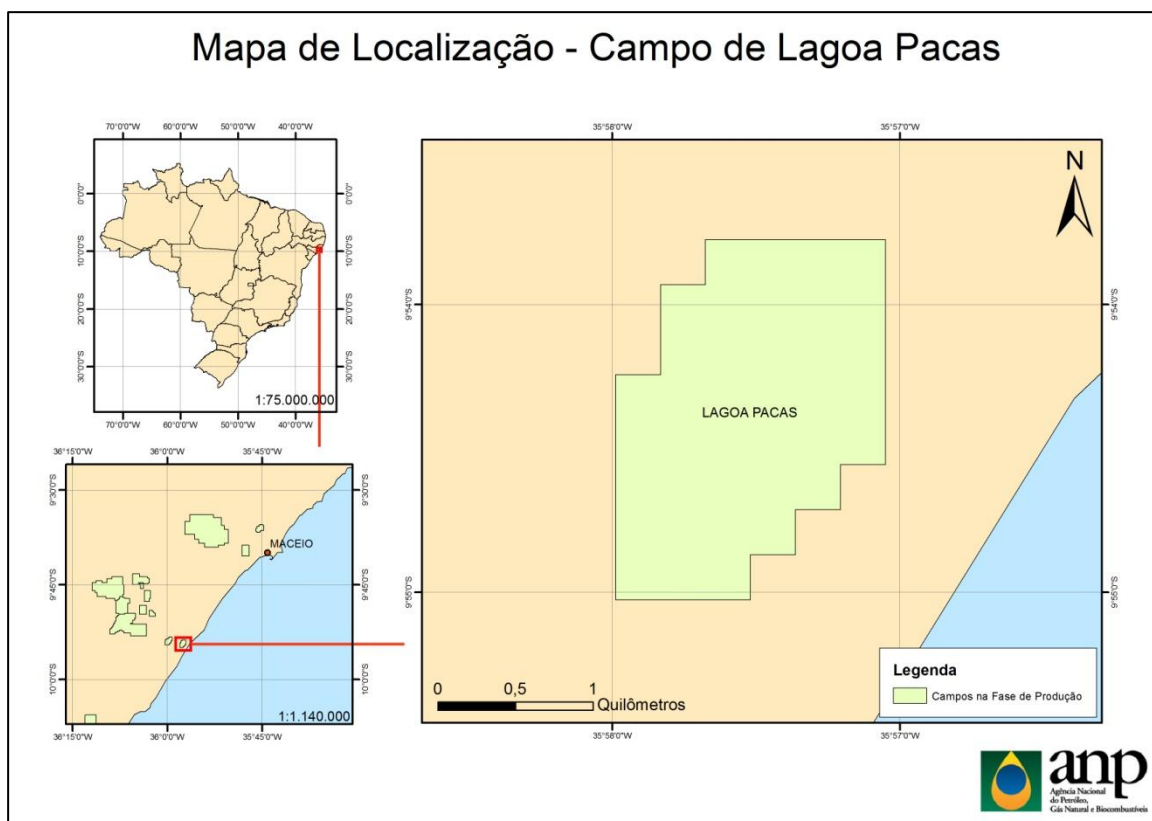 Mapa de Localização - Campo de Lagoa Pacas
70°0'0"W 60°0'0"W 50°0'0"W 40°0'0"W
0°0'0" 0°0'0"
10°0'0"S 10°0'0"S
20°0'0"S 20°0'0"S
30°0'0"S 30°0'0"S
1:75.000.000
70°0'0"W 60°0'0"W 50°0'0"W 40°0'0"W
36°15'0"W 36°0'0"W 35°45'0"W
9°30'0"S 9°30'0"S
MACEIO
9°45'0"S 9°45'0"S
10°0'0"S 10°0'0"S
1:1.140.000
36°15'0"W 36°0'0"W 35°45'0"W
35°58'0"W 35°57'0"W
N
9°54'0"S 9°54'0"S
LAGOA PACAS
9°55'0"S 9°55'0"S
0 0,5 1
Quilômetros
Legenda
Campos na Fase de Produção
35°58'0"W 35°57'0"W
anp
Agência Nacional
do Petróleo,
Gás Natural e Biocombustíveis